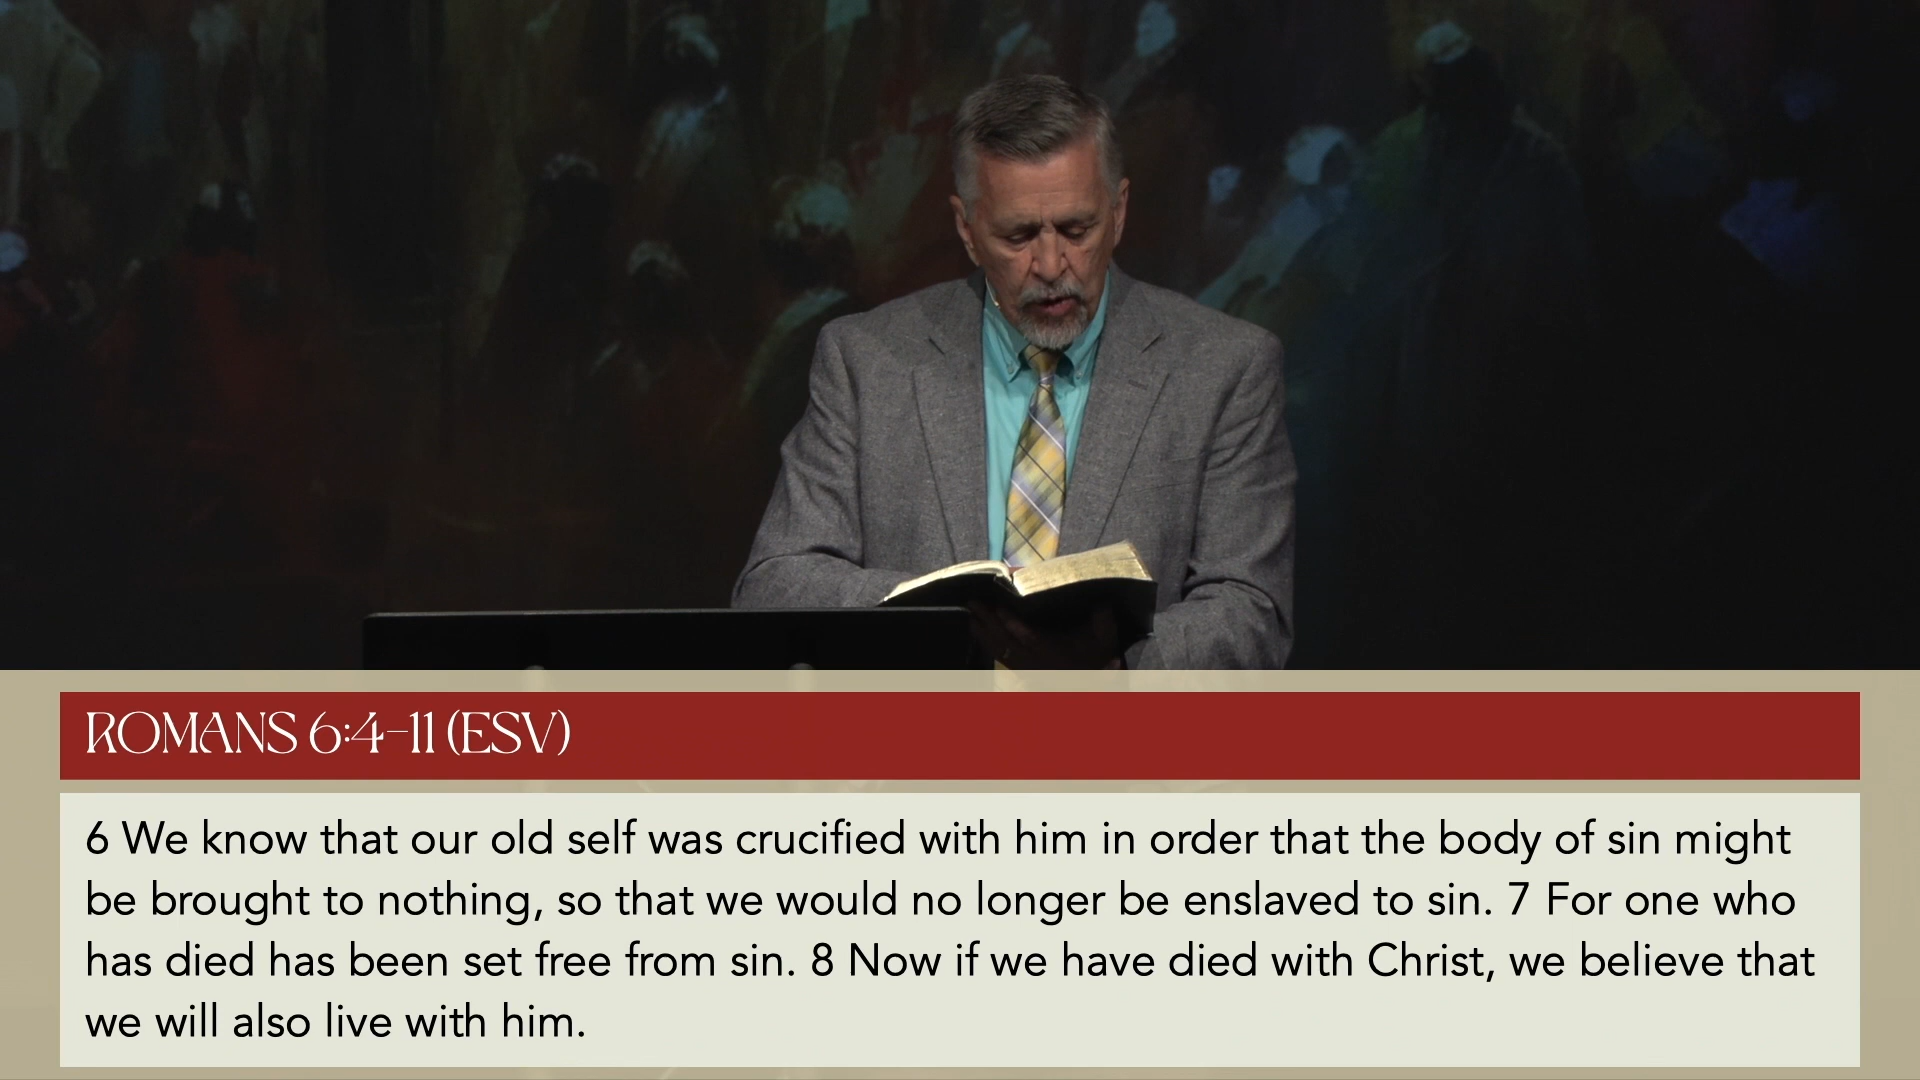 ROMANS 6:4–11 (ESV)
6 We know that our old self was crucified with him in order that the body of sin might
be brought to nothing, so that we would no longer be enslaved to sin. 7 For one who
has died has been set free from sin. 8 Now if we have died with Christ, we believe that
we will also live with him.